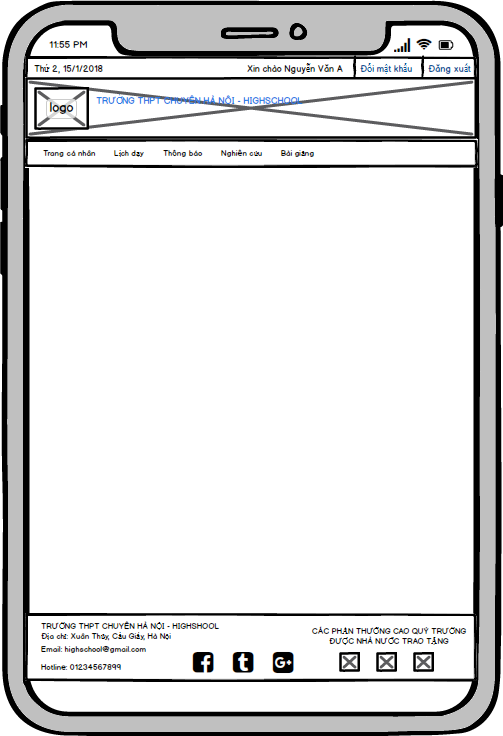 11:55 PM
Thứ 2, 15/1/2018 Xin chào Nguyễn Văn A Đổi mật khẩu Đăng xuất
logo
TRƯỜNG THPT CHUYÊN HÀ NỘI - HIGHSCHOOL
Trang cá nhân Lịch dạy Thông báo Nghiên cứu Bài giảng
TRƯỜNG THPT CHUYÊN HÀ NỘI - HIGHSHOOL
Địa chỉ: Xuân Thủy, Cầu Giấy, Hà Nội
Email: highschool@gmail.com
Hotline: 01234567899
CÁC PHẦN THƯỞNG CAO QUÝ TRƯỜNG
ĐƯỢC NHÀ NƯỚC TRAO TẶNG